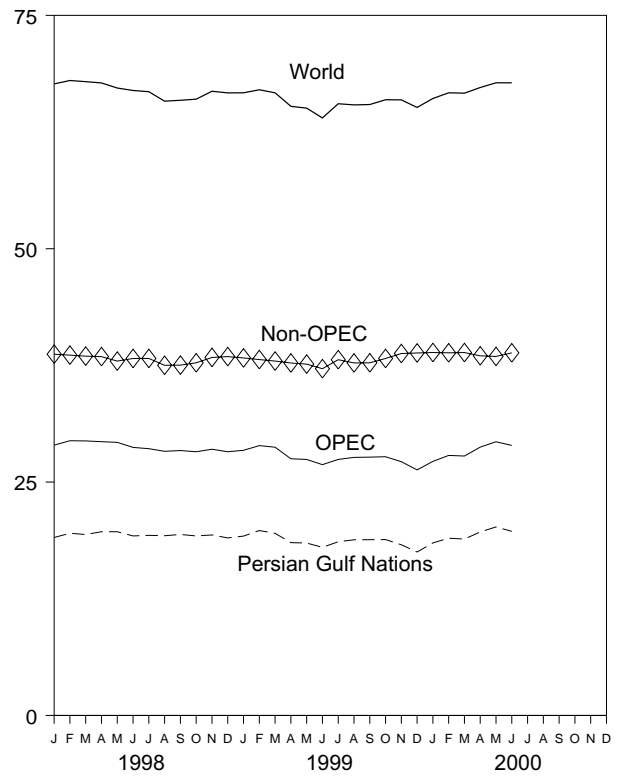 75
World
50
Non-OPEC
OPEC
25
Persian Gulf Nations
0
J F M A M J J A S O N D J F M A M J J A S O N D J F M A M J J A S O N D
1998 1999 2000